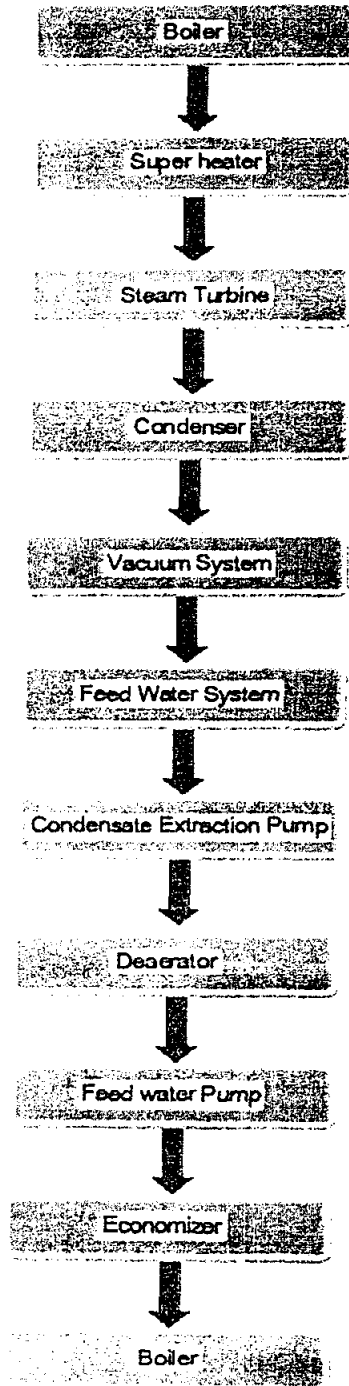 Boiler
Super heater
Steam Turbine
Condenser
Vacuum System
Feed Water System
Condensate Extraction Pump
Deaerator
Feed water Pump
Economizer
Boiler